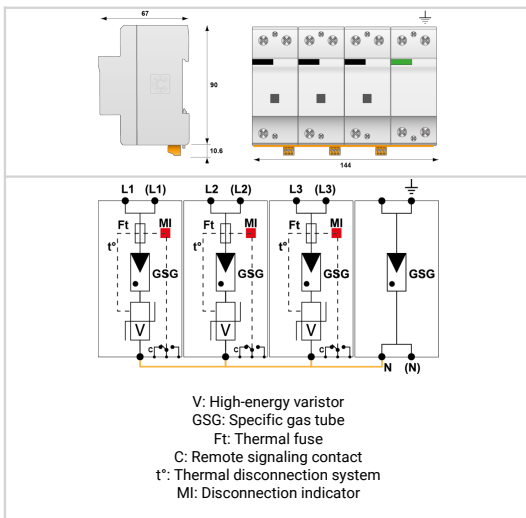 67
90
10.6
144
L1 (L1) L2 (L2) L3 (L3)
Ft MI Ft MI Ft MI
t° t° t°
GSG GSG GSG GSG
V V V
C C C
N (N)
V: High-energy varistor
GSG: Specific gas tube
Ft: Thermal fuse
C: Remote signaling contact
t°: Thermal disconnection system
MI: Disconnection indicator